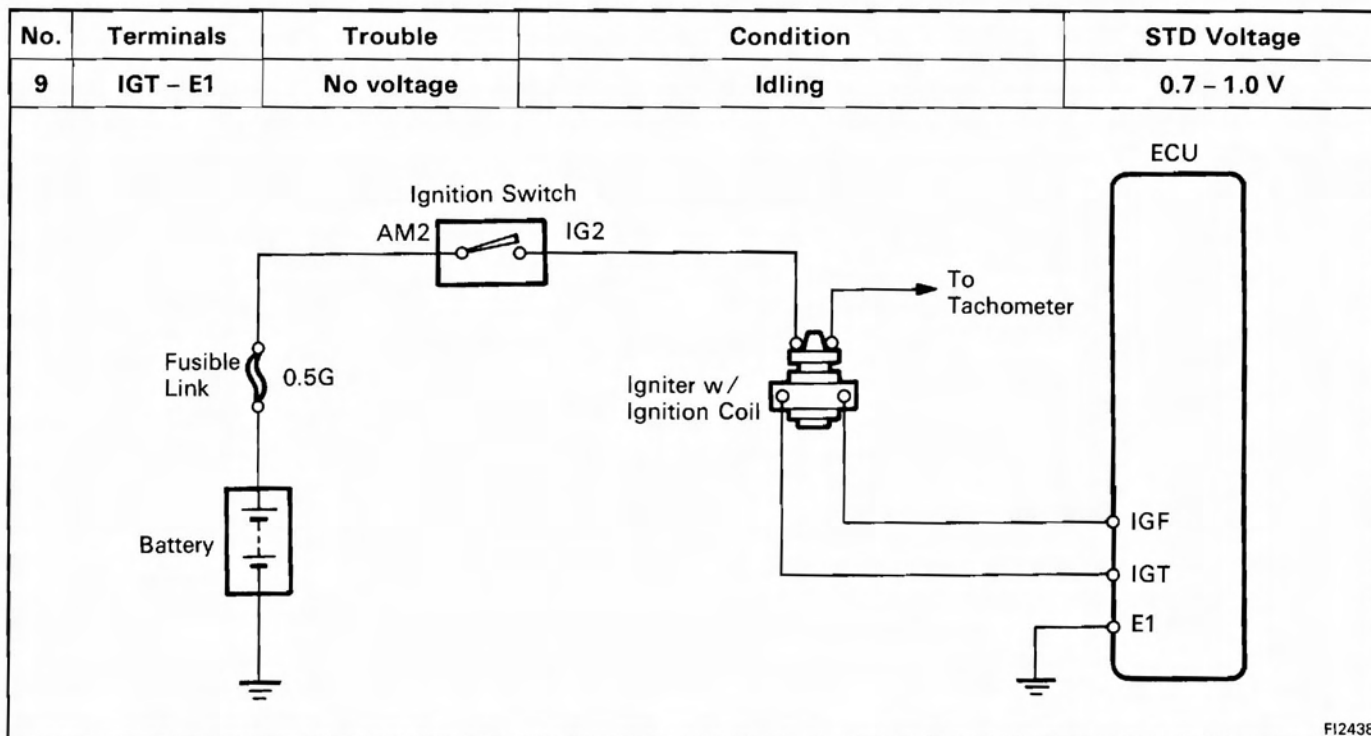 No. Terminals Trouble Condition STD Voltage
9 IGT – E1 No voltage Idling 0.7 – 1.0 V
ECU
Ignition Switch
AM2 IG2
To
Tachometer
Fusible
Link
0.5G
Igniter w/
Ignition Coil
Battery
IGF
IGT
E1
FI2438